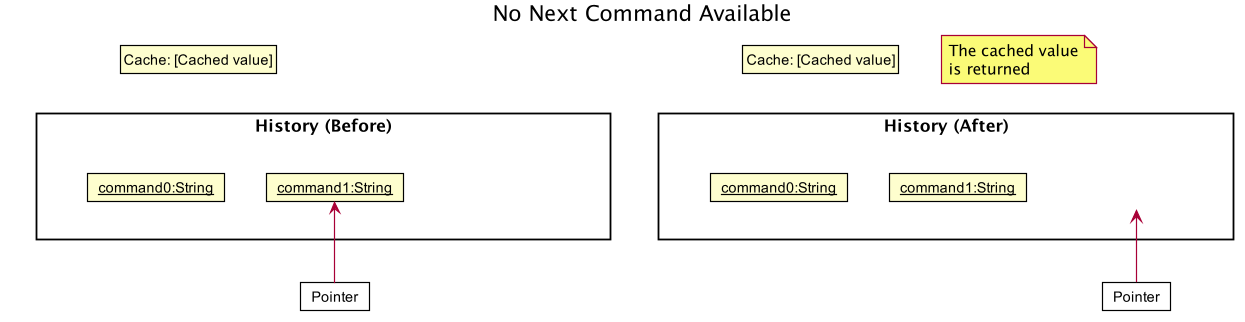 No Next Command Available
Cache: [Cached value]
History (Before)
command0:String
command1:String
Pointer
Cache: [Cached value]
The cached value
is returned
History (After)
command0:String
command1:String
Pointer